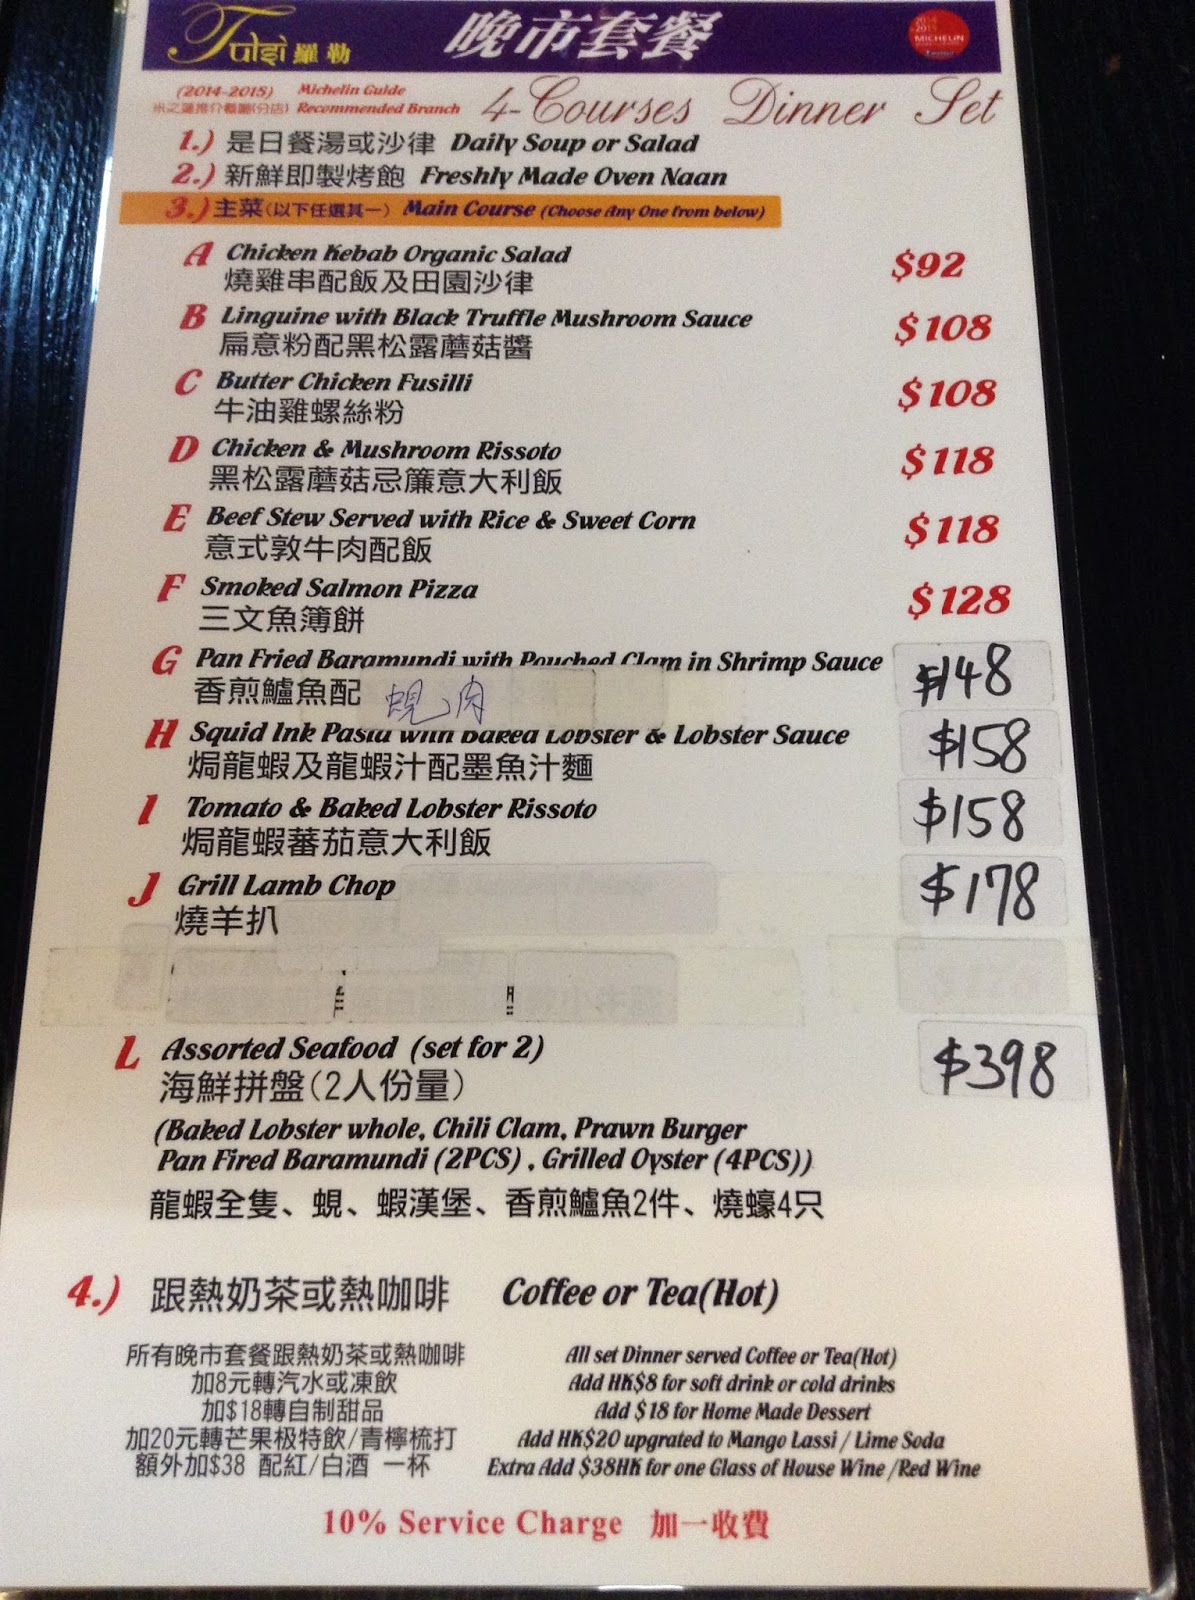 Tulsi 羅勒 晚市套餐 2014 2015 MICHELIN
(2014-2015) Michelin Guide
米之蓮推介餐廳(分店) Recommended Branch 4-Courses Dinner Set
1.) 是日餐湯或沙律 Daily Soup or Salad
2.) 新鮮即製烤飽 Freshly Made Oven Naan
3.) 主菜(以下任選其一) Main Course (Choose Any One from below)
A Chicken Kebab Organic Salad $92
燒雞串配飯及田園沙律
B Linguine with Black Truffle Mushroom Sauce $108
扁意粉配黑松露蘑菇醬
C Butter Chicken Fusilli $108
牛油雞螺絲粉
D Chicken & Mushroom Rissoto $118
黑松露蘑菇忌簾意大利飯
E Beef Stew Served with Rice & Sweet Corn $118
意式敦牛肉配飯
F Smoked Salmon Pizza $128
三文魚簿餅
G Pan Fried Baramundi with Pouched Clam in Shrimp Sauce $148
香煎鱸魚配 蜆肉
H Squid Ink Pasta with Baked Lobster & Lobster Sauce $158
焗龍蝦及龍蝦汁配墨魚汁麵
I Tomato & Baked Lobster Rissoto $158
焗龍蝦蕃茄意大利飯
J Grill Lamb Chop $178
燒羊扒
L Assorted Seafood (set for 2) $398
海鮮拼盤(2人份量)
(Baked Lobster whole, Chili Clam, Prawn Burger
Pan Fired Baramundi (2PCS) , Grilled Oyster (4PCS))
龍蝦全隻、蜆、蝦漢堡、香煎鱸魚2件、燒蠔4只
4.) 跟熱奶茶或熱咖啡 Coffee or Tea(Hot)
所有晚市套餐跟熱奶茶或熱咖啡 All set Dinner served Coffee or Tea(Hot)
加8元轉汽水或凍飲 Add HK$8 for soft drink or cold drinks
加$18轉自制甜品 Add $18 for Home Made Dessert
加20元轉芒果极特飲/青檸梳打 Add HK$20 upgrated to Mango Lassi / Lime Soda
額外加$38 配紅/白酒 一杯 Extra Add $38HK for one Glass of House Wine /Red Wine
10% Service Charge 加一收費